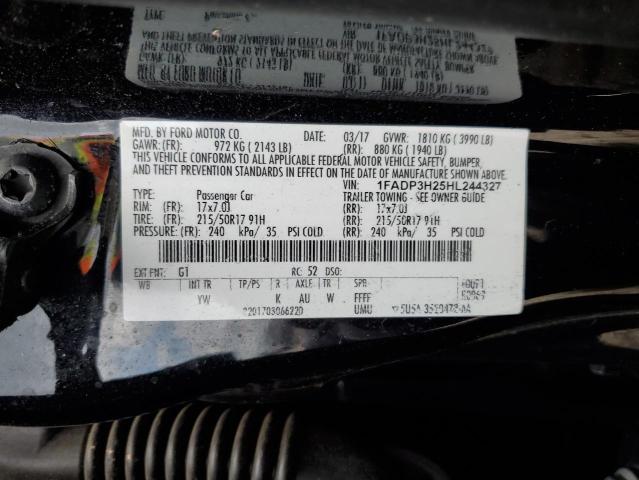 MFD. BY FORD MOTOR CO. DATE: 03/17 GVWR: 1810 KG ( 3990 LB)
GAWR: (FR): 972 KG ( 2143 LB) (RR): 880 KG ( 1940 LB)
THIS VEHICLE CONFORMS TO ALL APPLICABLE FEDERAL MOTOR VEHICLE SAFETY, BUMPER,
AND THEFT PREVENTION STANDARDS IN EFFECT ON THE DATE OF MANUFACTURE SHOWN ABOVE.
VIN: 1FADP3H25HL244327
TYPE: Passenger Car TRAILER TOWING - SEE OWNER GUIDE
RIM: (FR): 17x7.0J (RR): 17x7.0J
TIRE: (FR): 215/50R17 91H (RR): 215/50R17 91H
PRESSURE: (FR): 240 kPa/ 35 PSI COLD (RR): 240 kPa/ 35 PSI COLD
EXT PNT: G1 RC: 52 DSO:
WB INT TR TP/PS R AXLE TR SPR
YW K AU W FFFF
UMU